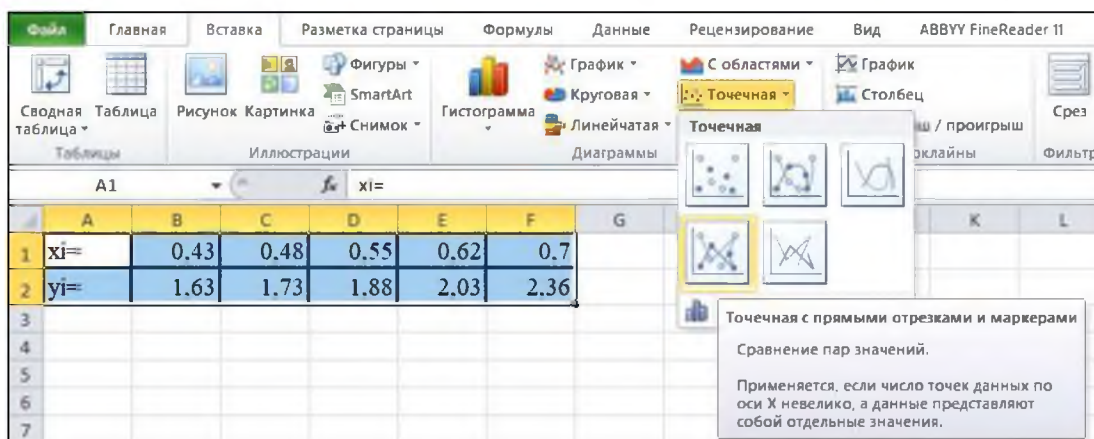 Файл Главная Вставка Разметка страницы Формулы Данные Рецензирование Вид ABBYY FineReader 11
Сводная таблица Таблица Рисунок Картинка Фигуры SmartArt Снимок Гистограмма График Круговая Линейчатая С областями Точечная График Столбец / проигрыш Срез
Таблицы Иллюстрации Диаграммы Фильтр
Точечная
A1 fx xi=
A B C D E F G K L
1 xi= 0.43 0.48 0.55 0.62 0.7
2 yi= 1.63 1.73 1.88 2.03 2.36
3
4
5
6
7
Точечная с прямыми отрезками и маркерами
Сравнение пар значений.
Применяется, если число точек данных по
оси X невелико, а данные представляют
собой отдельные значения.